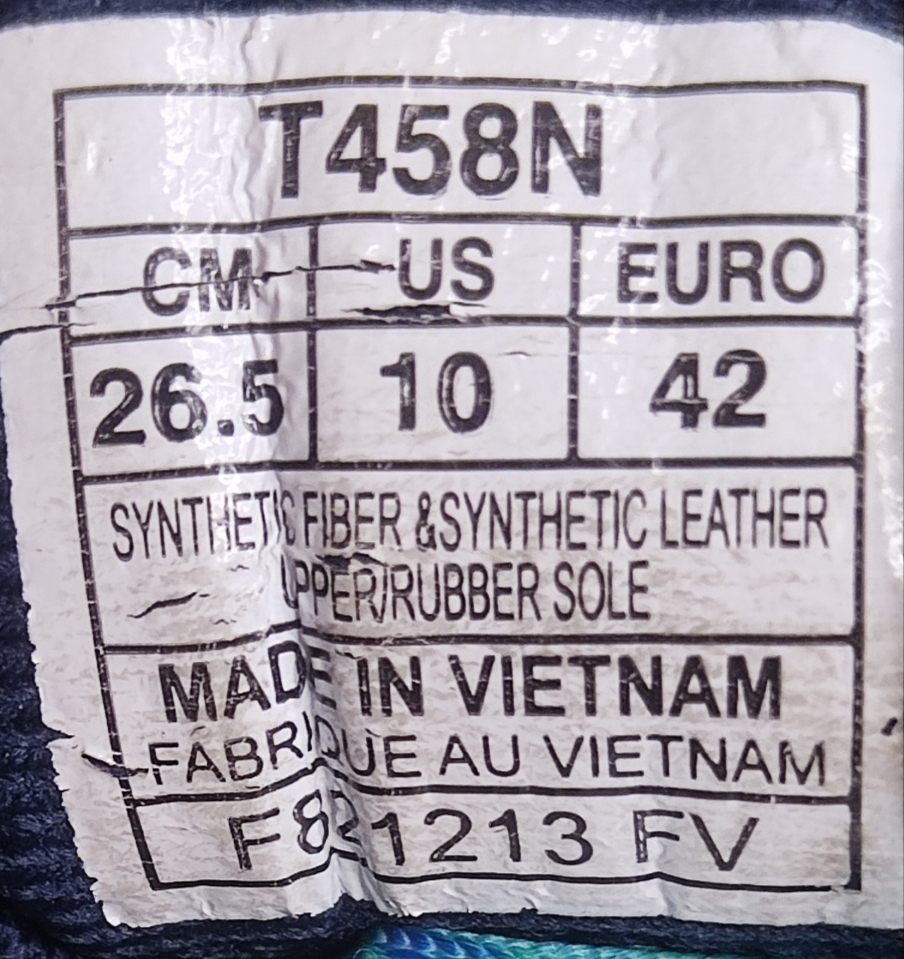 T458N
CM US EURO
26.5 10 42
SYNTHETIC FIBER &SYNTHETIC LEATHER
UPPER/RUBBER SOLE
MADE IN VIETNAM
FABRIQUE AU VIETNAM
F821213 FV